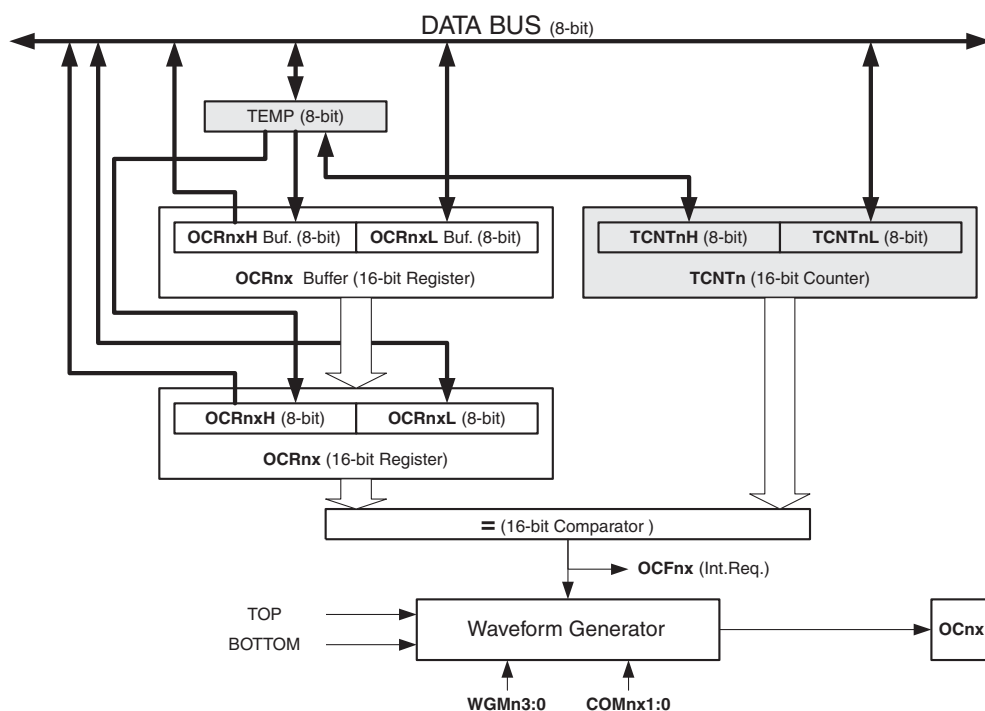 DATA BUS (8-bit)
TEMP (8-bit)
OCRnxH Buf. (8-bit)
OCRnxL Buf. (8-bit)
OCRnx Buffer (16-bit Register)
TCNTnH (8-bit)
TCNTnL (8-bit)
TCNTn (16-bit Counter)
OCRnxH (8-bit)
OCRnxL (8-bit)
OCRnx (16-bit Register)
= (16-bit Comparator )
OCFnx (Int.Req.)
TOP
BOTTOM
Waveform Generator
OCnx
WGMn3:0
COMnx1:0